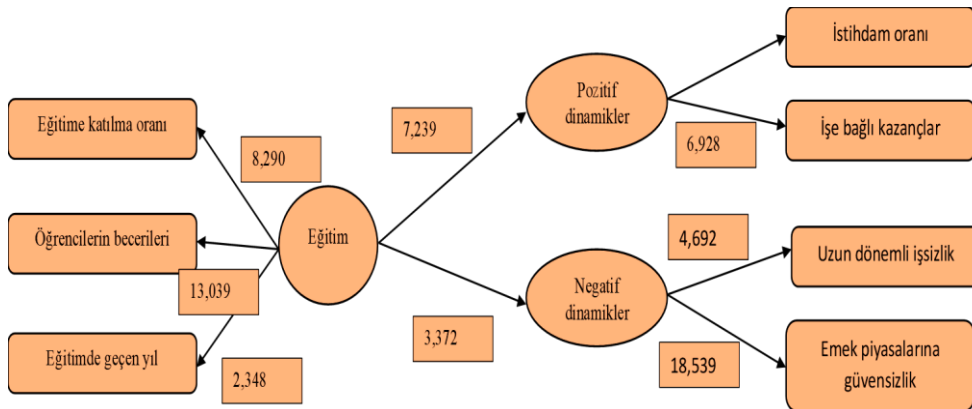 Eğitime katılma oranı
8,290
Öğrencilerin becerileri
13,039
Eğitimde geçen yıl
2,348
Eğitim
7,239
3,372
Pozitif
dinamikler
6,928
İstihdam oranı
İşe bağlı kazançlar
Negatif
dinamikler
4,692
18,539
Uzun dönemli işsizlik
Emek piyasalarına
güvensizlik